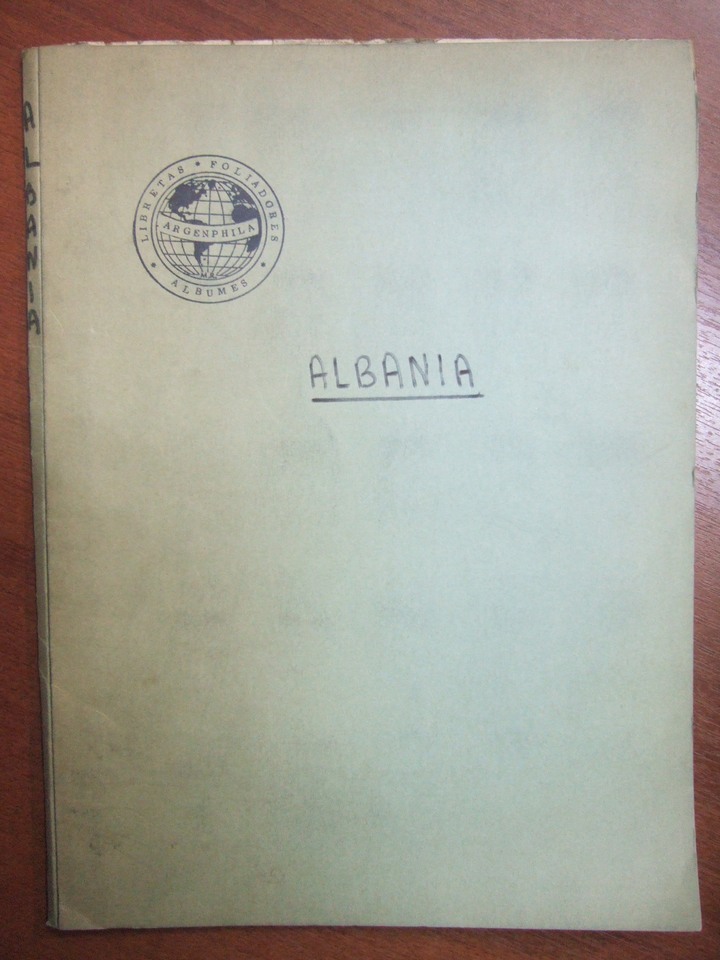 ALBANIA
LIBRETAS * FOLIADORES
ARGENPHILA
* ALBUMES *
ALBANIA